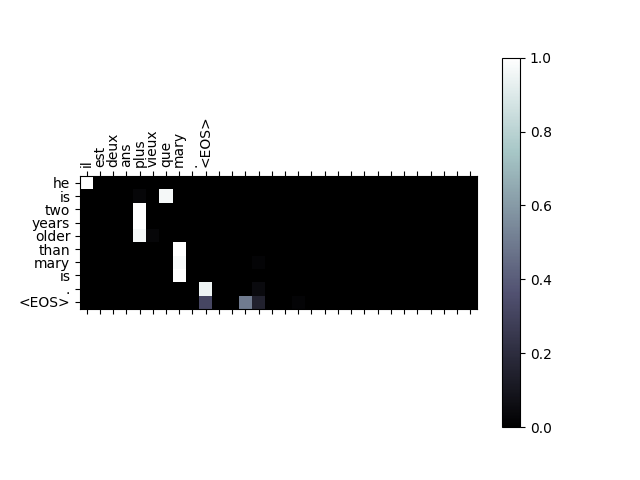 il
est
deux
ans
plus
vieux
que
mary
.
<EOS>
he
is
two
years
older
than
mary
is
.
<EOS>
1.0
0.8
0.6
0.4
0.2
0.0